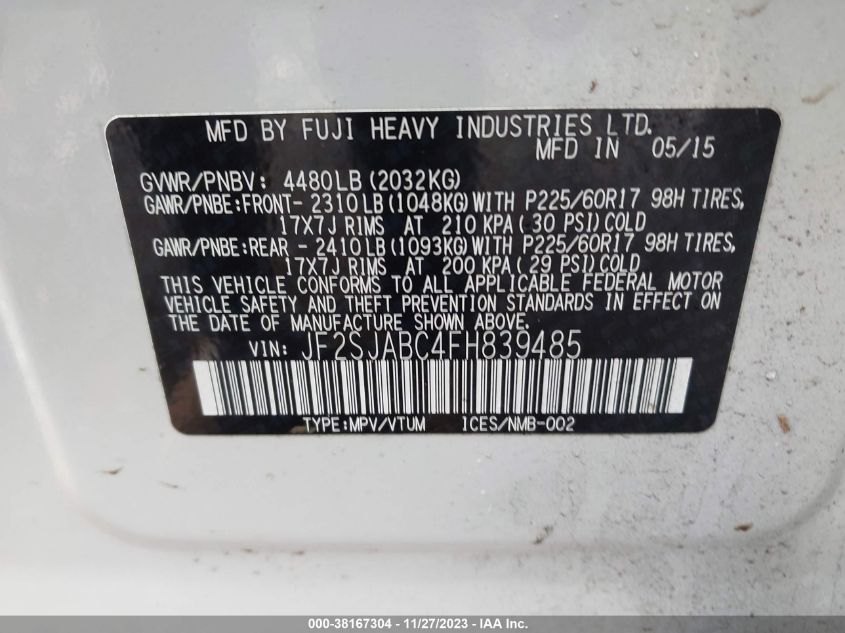 MFD BY FUJI HEAVY INDUSTRIES LTD.
MFD IN 05/15
GVWR/PNBV: 4480LB (2032KG)
GAWR/PNBE:FRONT- 2310LB (1048KG) WITH P225/60R17 98H TIRES,
17X7J RIMS AT 210 KPA ( 30 PSI) COLD
GAWR/PNBE:REAR - 2410LB (1093KG) WITH P225/60R17 98H TIRES,
17X7J RIMS AT 200 KPA ( 29 PSI) COLD
THIS VEHICLE CONFORMS TO ALL APPLICABLE FEDERAL MOTOR
VEHICLE SAFETY AND THEFT PREVENTION STANDARDS IN EFFECT ON
THE DATE OF MANUFACTURE SHOWN ABOVE.
VIN: JF2SJABC4FH839485
TYPE:MPV/VTUM 1CES/NMB-002
000-38167304 - 11/27/2023 - IAA Inc.